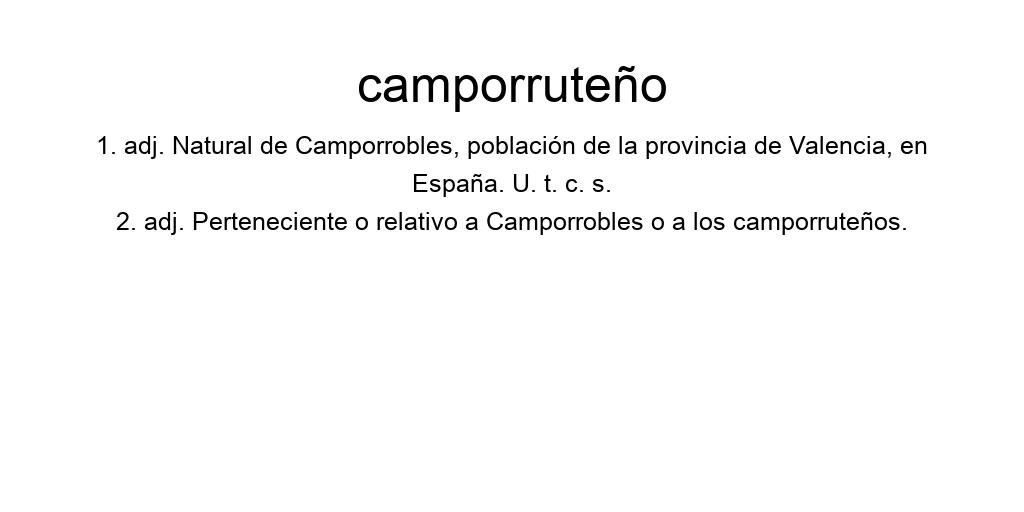 camporruteño
1. adj. Natural de Camporrobles, población de la provincia de Valencia, en
España. U. t. c. s.
2. adj. Perteneciente o relativo a Camporrobles o a los camporruteños.